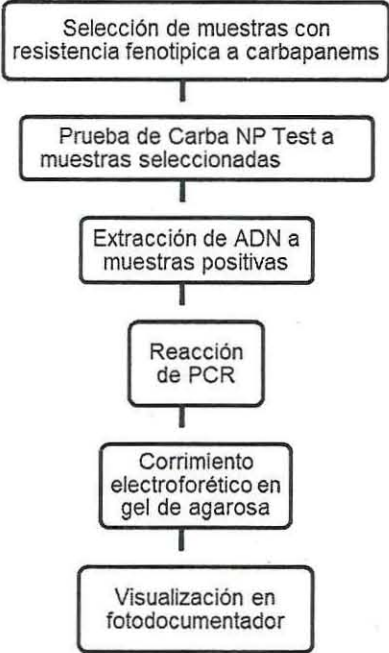 Selección de muestras con
resistencia fenotipica a carbapanems
Prueba de Carba NP Test a
muestras seleccionadas
Extracción de ADN a
muestras positivas
Reacción
de PCR
Corrimiento
electroforético en
gel de agarosa
Visualización en
fotodocumentador